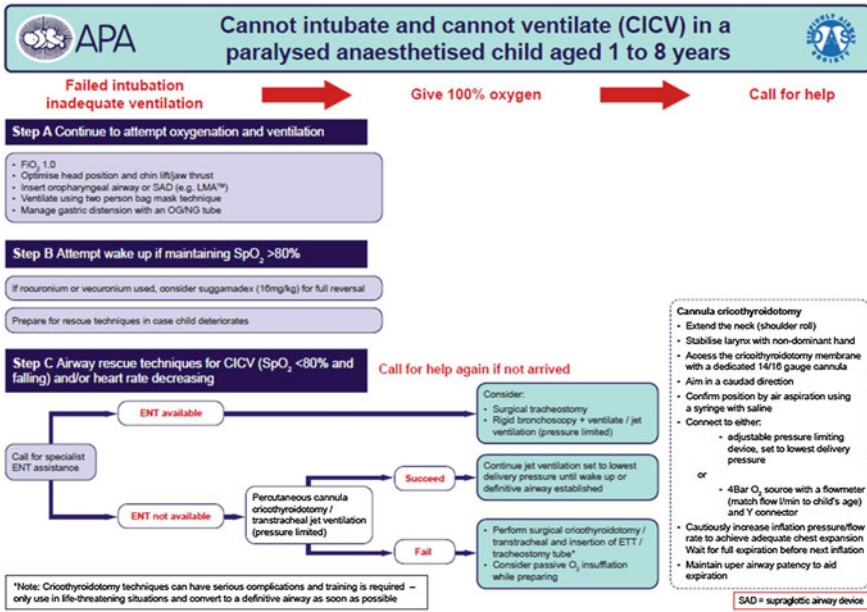 APA
Cannot intubate and cannot ventilate (CICV) in a
paralysed anaesthetised child aged 1 to 8 years
DIFFICULT AIRWAY SOCIETY
DAS
Failed intubation
inadequate ventilation
Give 100% oxygen
Call for help
Step A Continue to attempt oxygenation and ventilation
• FiO2 1.0
• Optimise head position and chin lift/jaw thrust
• Insert oropharyngeal airway or SAD (e.g. LMA™)
• Ventilate using two person bag mask technique
• Manage gastric distension with an OG/NG tube
Step B Attempt wake up if maintaining SpO2 >80%
If rocuronium or vecuronium used, consider suggamadex (16mg/kg) for full reversal
Prepare for rescue techniques in case child deteriorates
Step C Airway rescue techniques for CICV (SpO2 <80% and
falling) and/or heart rate decreasing
Call for help again if not arrived
Call for specialist
ENT assistance
ENT available
Consider:
• Surgical tracheostomy
• Rigid bronchoscopy + ventilate / jet
ventilation (pressure limited)
ENT not available
Percutaneous cannula
cricothyroidotomy /
transtracheal jet ventilation
(pressure limited)
Succeed
Continue jet ventilation set to lowest
delivery pressure until wake up or
definitive airway established
Fail
• Perform surgical cricothyroidotomy /
transtracheal and insertion of ETT /
tracheostomy tube*
• Consider passive O2 insufflation
while preparing
Cannula cricothyroidotomy
• Extend the neck (shoulder roll)
• Stabilise larynx with non-dominant hand
• Access the cricoithyroidotomy membrane
with a dedicated 14/16 gauge cannula
• Aim in a caudad direction
• Confirm position by air aspiration using
a syringe with saline
• Connect to either:
• adjustable pressure limiting
device, set to lowest delivery
pressure
or
• 4Bar O2 source with a flowmeter
(match flow l/min to child's age)
and Y connector
• Cautiously increase inflation pressure/flow
rate to achieve adequate chest expansion
Wait for full expiration before next inflation
• Maintain uper airway patency to aid
expiration
*Note: Cricothyroidotomy techniques can have serious complications and training is required –
only use in life-threatening situations and convert to a definitive airway as soon as possible
SAD = supraglottic airway device